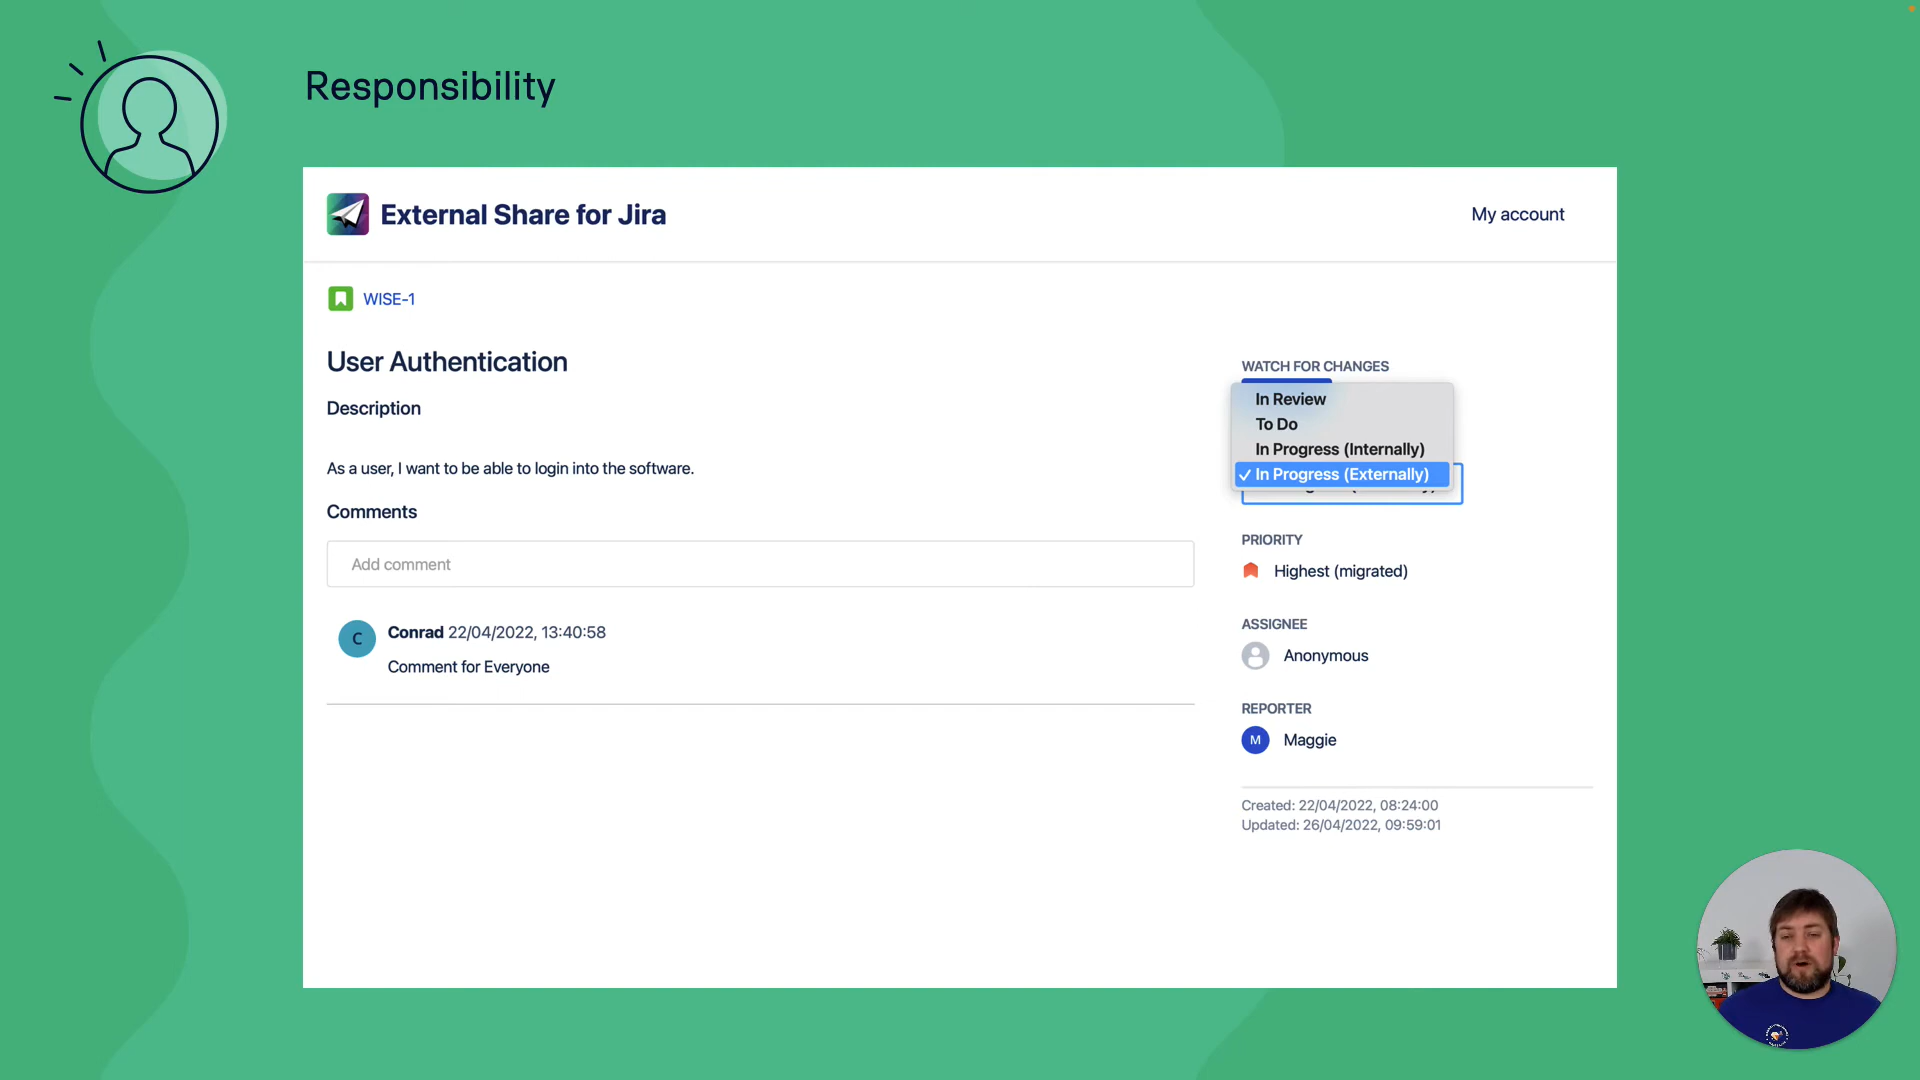 Responsibility
External Share for Jira
My account
WISE-1
User Authentication
WATCH FOR CHANGES
Description
In Review
To Do
In Progress (Internally)
✓ In Progress (Externally)
As a user, I want to be able to login into the software.
Comments
Add comment
PRIORITY
Highest (migrated)
ASSIGNEE
Anonymous
C
Conrad 22/04/2022, 13:40:58
Comment for Everyone
REPORTER
M
Maggie
Created: 22/04/2022, 08:24:00
Updated: 26/04/2022, 09:59:01